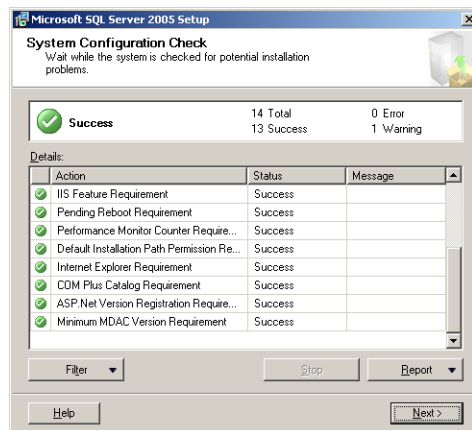 Microsoft SQL Server 2005 Setup
System Configuration Check
Wait while the system is checked for potential installation
problems.
Success
14 Total
0 Error
13 Success
1 Warning
Details:
Action Status Message
IIS Feature Requirement Success
Pending Reboot Requirement Success
Performance Monitor Counter Require... Success
Default Installation Path Permission Re... Success
Internet Explorer Requirement Success
COM Plus Catalog Requirement Success
ASP.Net Version Registration Require... Success
Minimum MDAC Version Requirement Success
Filter Stop Report
Help Next >